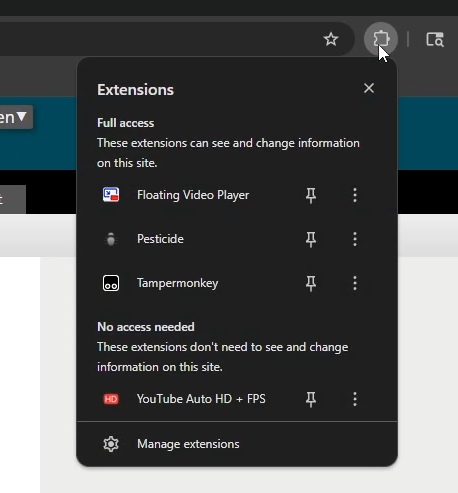 en▼
Extensions
Full access
These extensions can see and change information
on this site.
Floating Video Player
Pesticide
Tampermonkey
No access needed
These extensions don't need to see and change
information on this site.
HD YouTube Auto HD + FPS
Manage extensions